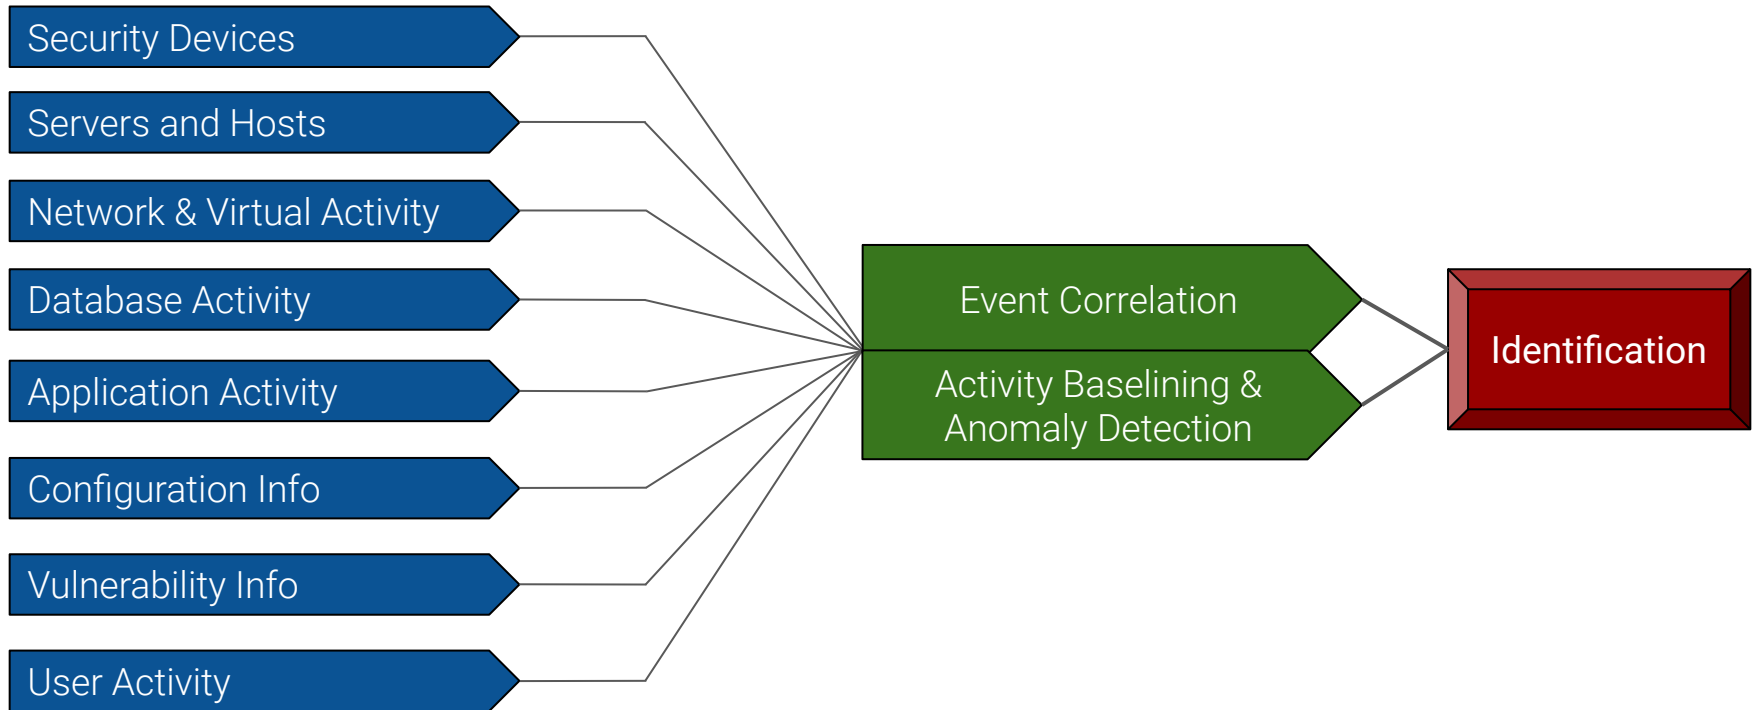 Security Devices
Servers and Hosts
Network & Virtual Activity
Database Activity
Application Activity
Configuration Info
Vulnerability Info
User Activity
Event Correlation
Activity Baselining &
Anomaly Detection
Identification